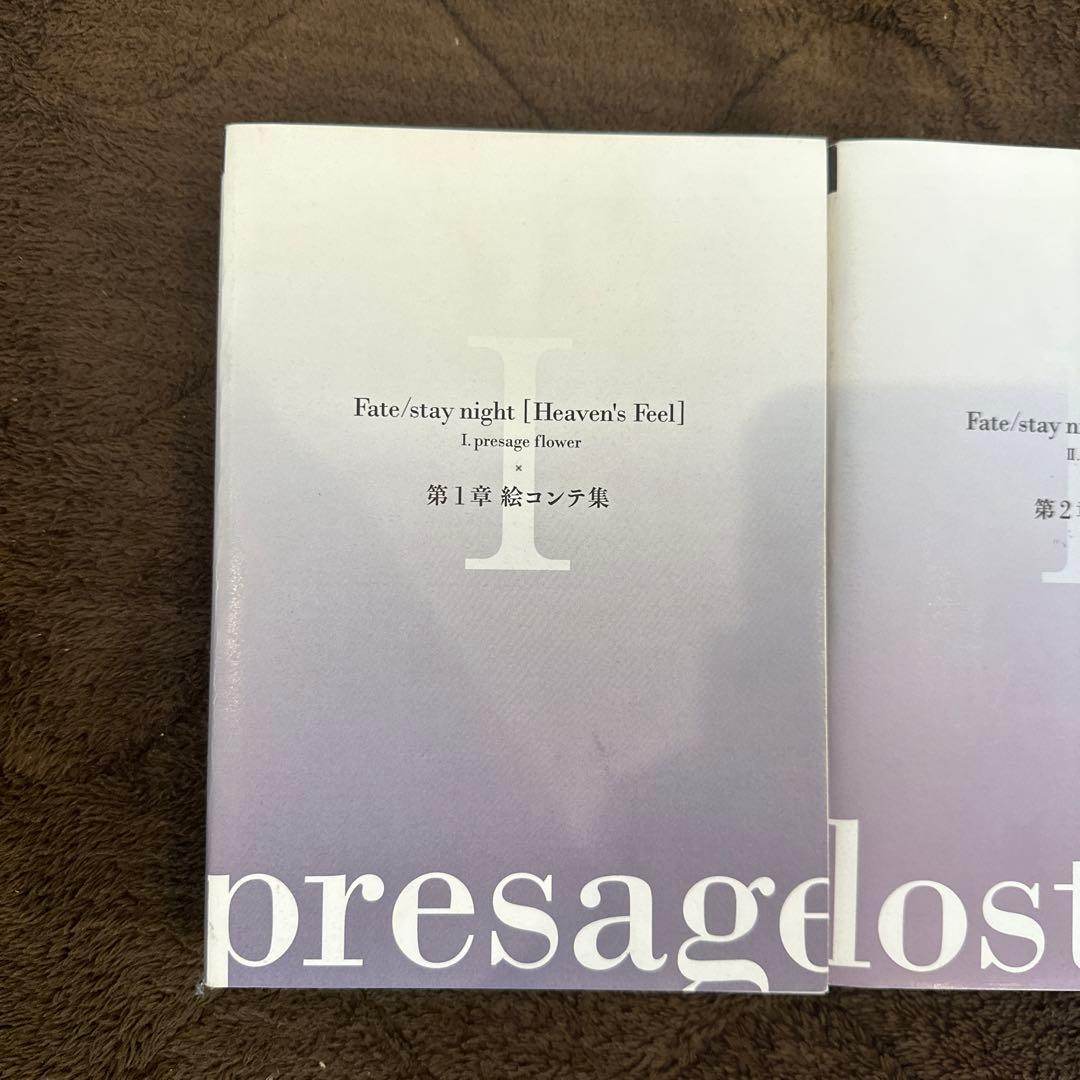 Fate/stay night [Heaven's Feel]
I. presage flower
×
第1章 絵コンテ集
I
presage
Fate/stay n
II.
第2
lost